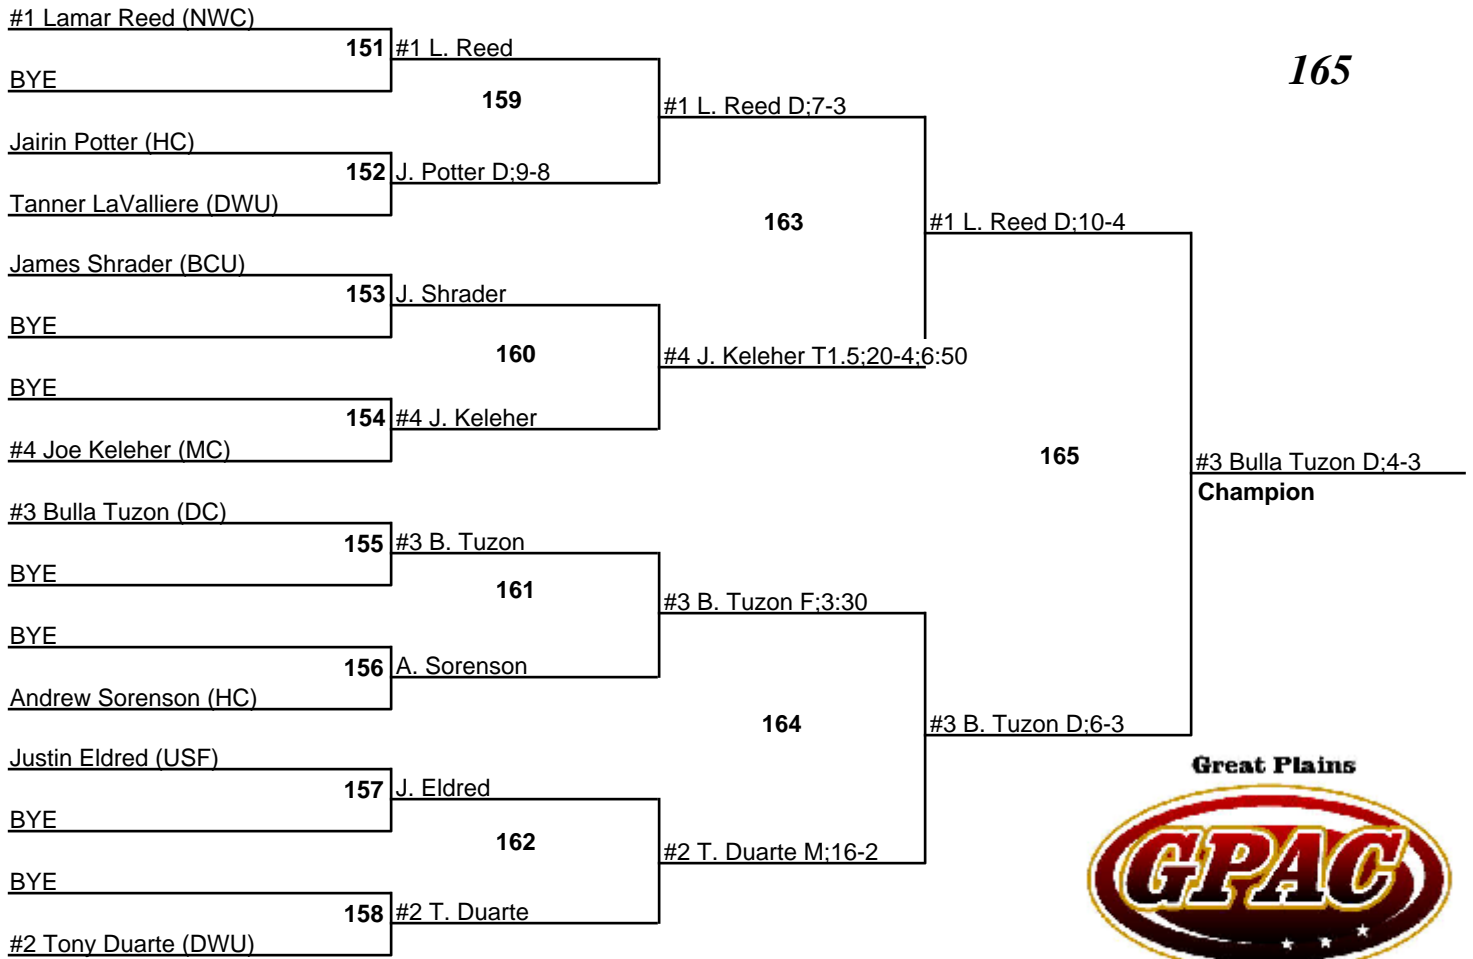 #1 Lamar Reed (NWC)
151 #1 L. Reed
BYE
165
159
#1 L. Reed D;7-3
Jairin Potter (HC)
152 J. Potter D;9-8
Tanner LaValliere (DWU)
163
#1 L. Reed D;10-4
James Shrader (BCU)
153 J. Shrader
BYE
160
#4 J. Keleher T1.5;20-4;6:50
BYE
154 #4 J. Keleher
#4 Joe Keleher (MC)
165
#3 Bulla Tuzon D;4-3
Champion
#3 Bulla Tuzon (DC)
155 #3 B. Tuzon
BYE
161
#3 B. Tuzon F;3:30
BYE
156 A. Sorenson
Andrew Sorenson (HC)
164
#3 B. Tuzon D;6-3
Justin Eldred (USF)
157 J. Eldred
BYE
162
#2 T. Duarte M;16-2
BYE
158 #2 T. Duarte
#2 Tony Duarte (DWU)
Great Plains
GPAC